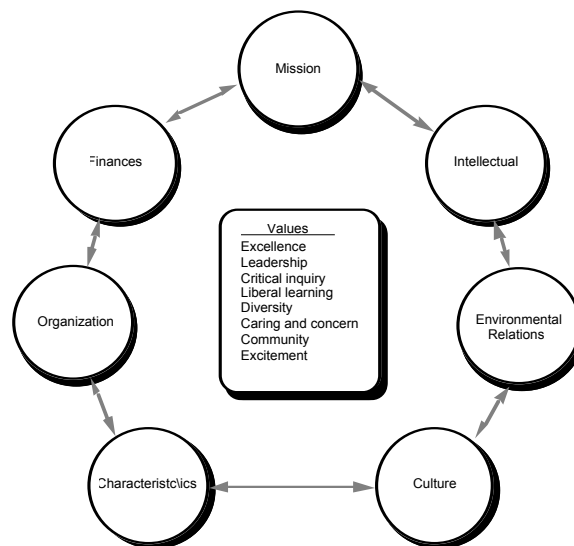 Mission
Finances
Intellectual
Values
Excellence
Leadership
Critical inquiry
Liberal learning
Diversity
Caring and concern
Community
Excitement
Organization
Environmental
Relations
Characteristc\ics
Culture